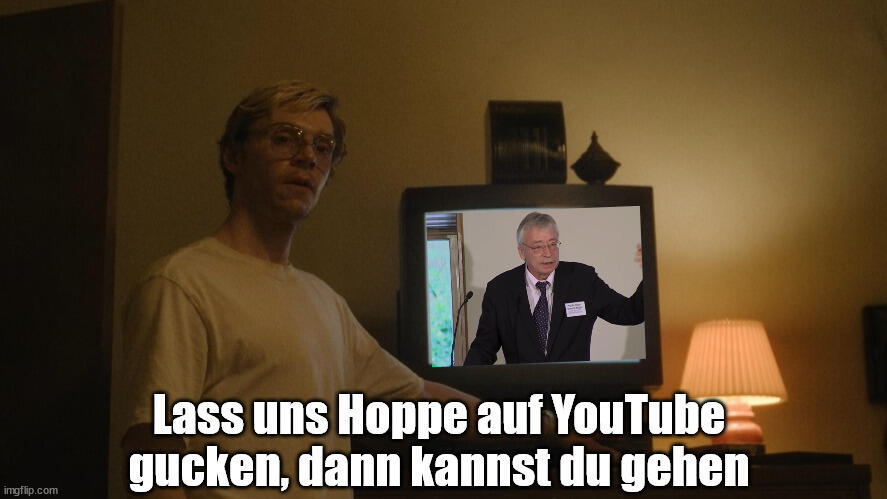 Lass uns Hoppe auf YouTube
gucken, dann kannst du gehen
imgflip.com